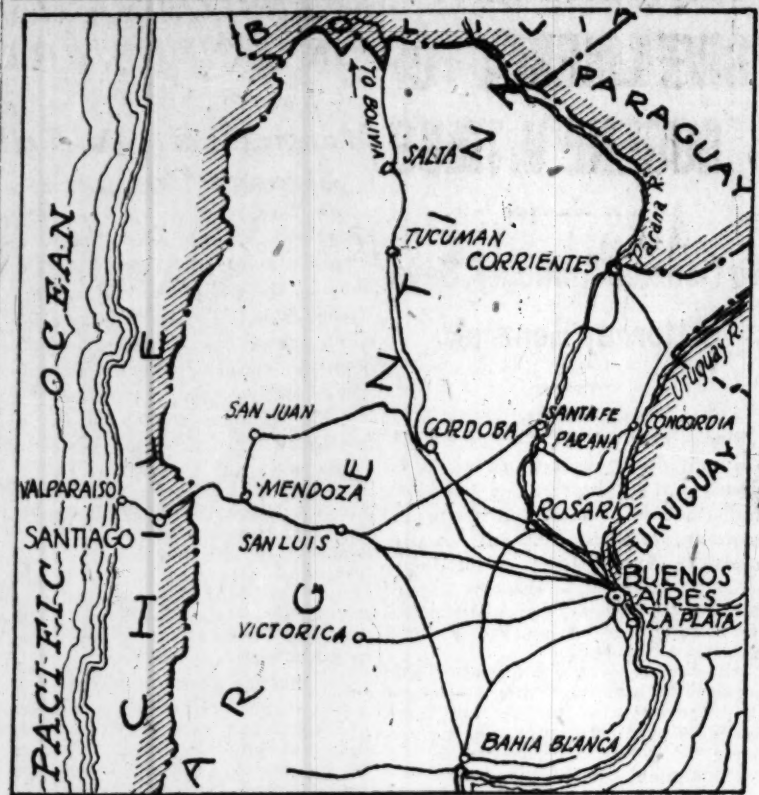 BOLIVIA
PARAGUAY
TO BOLIVIA
SALTA
Parana R.
TUCUMAN
CORRIENTES
Uruguay R.
SAN JUAN
CORDOBA
SANTA FE
PARANA
CONCORDIA
VALPARAISO
MENDOZA
SANTIAGO
SAN LUIS
ROSARIO
URUGUAY
BUENOS
AIRES
LA PLATA
VICTORICA
BAHIA BLANCA
PACIFIC OCEAN
CHILE
ARGENTINA